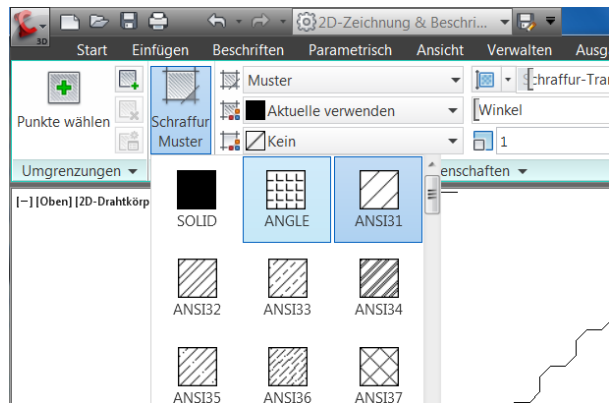 3D
2D-Zeichnung & Beschri...
Start Einfügen Beschriften Parametrisch Ansicht Verwalten Ausg
Punkte wählen
Schraffur
Muster
Muster
Aktuelle verwenden
Kein
chraffur-Tran
Winkel
1
Umgrenzungen
enschaften
[−][Oben][2D-Drahtkörp
SOLID ANGLE ANSI31
ANSI32 ANSI33 ANSI34
ANSI35 ANSI36 ANSI37